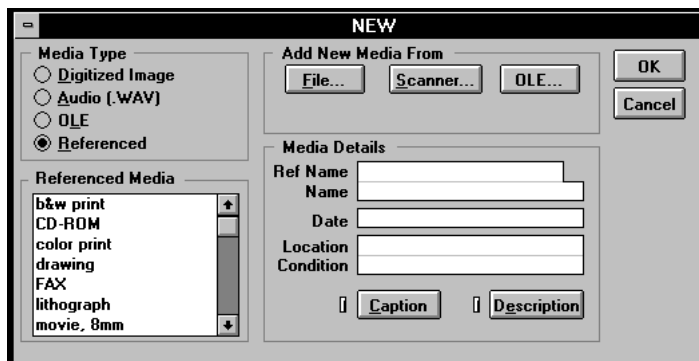 NEW
Media Type
Digitized Image
Audio (.WAV)
OLE
Referenced
Referenced Media
b&w print
CD-ROM
color print
drawing
FAX
lithograph
movie, 8mm
Add New Media From
File...
Scanner...
OLE...
Media Details
Ref Name
Name
Date
Location
Condition
Caption
Description
OK
Cancel